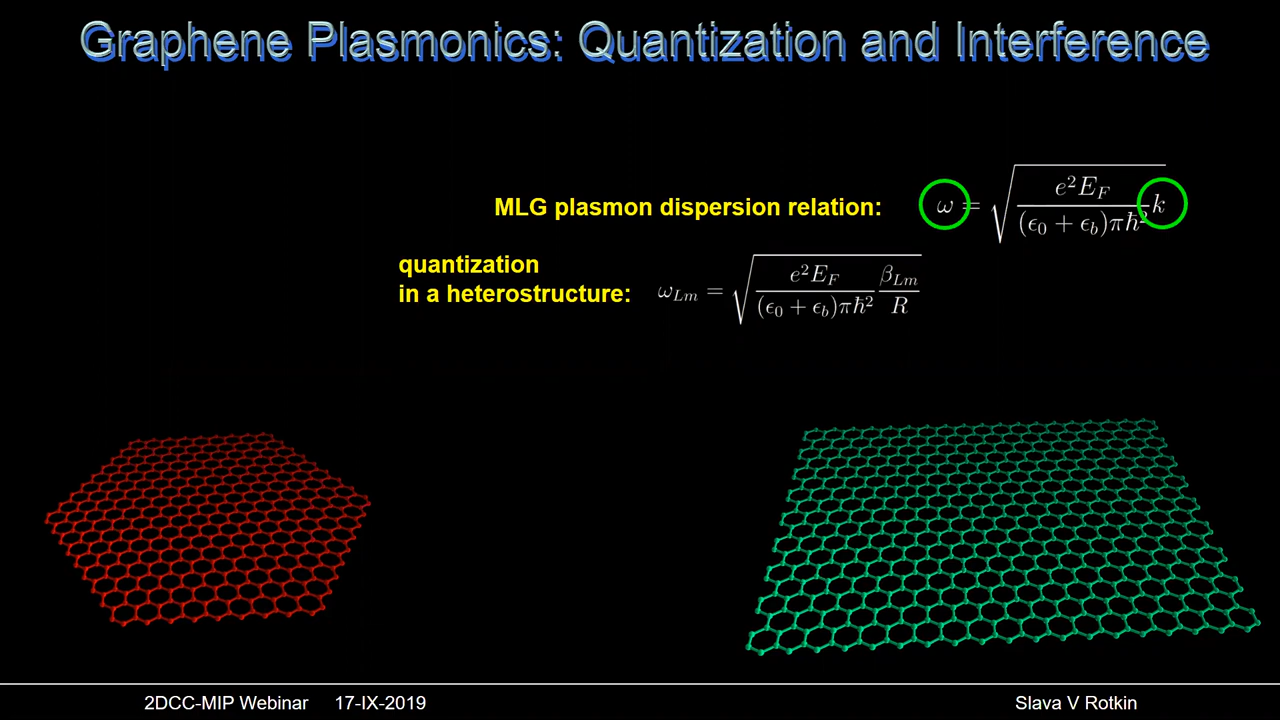 Graphene Plasmonics: Quantization and Interference
MLG plasmon dispersion relation: ω = √( e²E_F / ((ϵ₀ + ϵ_b)πħ²) k )
quantization
in a heterostructure: ω_Lm = √( e²E_F / ((ϵ₀ + ϵ_b)πħ²) β_Lm / R )
2DCC-MIP Webinar 17-IX-2019 Slava V Rotkin